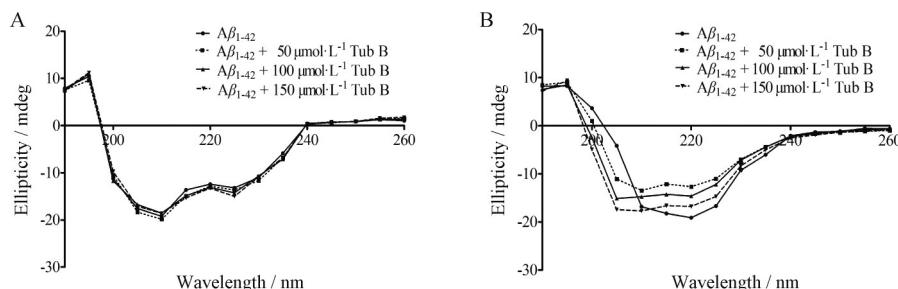 A
20
10
0
-10
-20
-30
200
220
240
260
Ellipticity / mdeg
Wavelength / nm
Aβ1-42
Aβ1-42 + 50 μmol·L-1 Tub B
Aβ1-42 + 100 μmol·L-1 Tub B
Aβ1-42 + 150 μmol·L-1 Tub B
B
20
10
0
-10
-20
-30
200
220
240
260
Ellipticity / mdeg
Wavelength / nm
Aβ1-42
Aβ1-42 + 50 μmol·L-1 Tub B
Aβ1-42 + 100 μmol·L-1 Tub B
Aβ1-42 + 150 μmol·L-1 Tub B